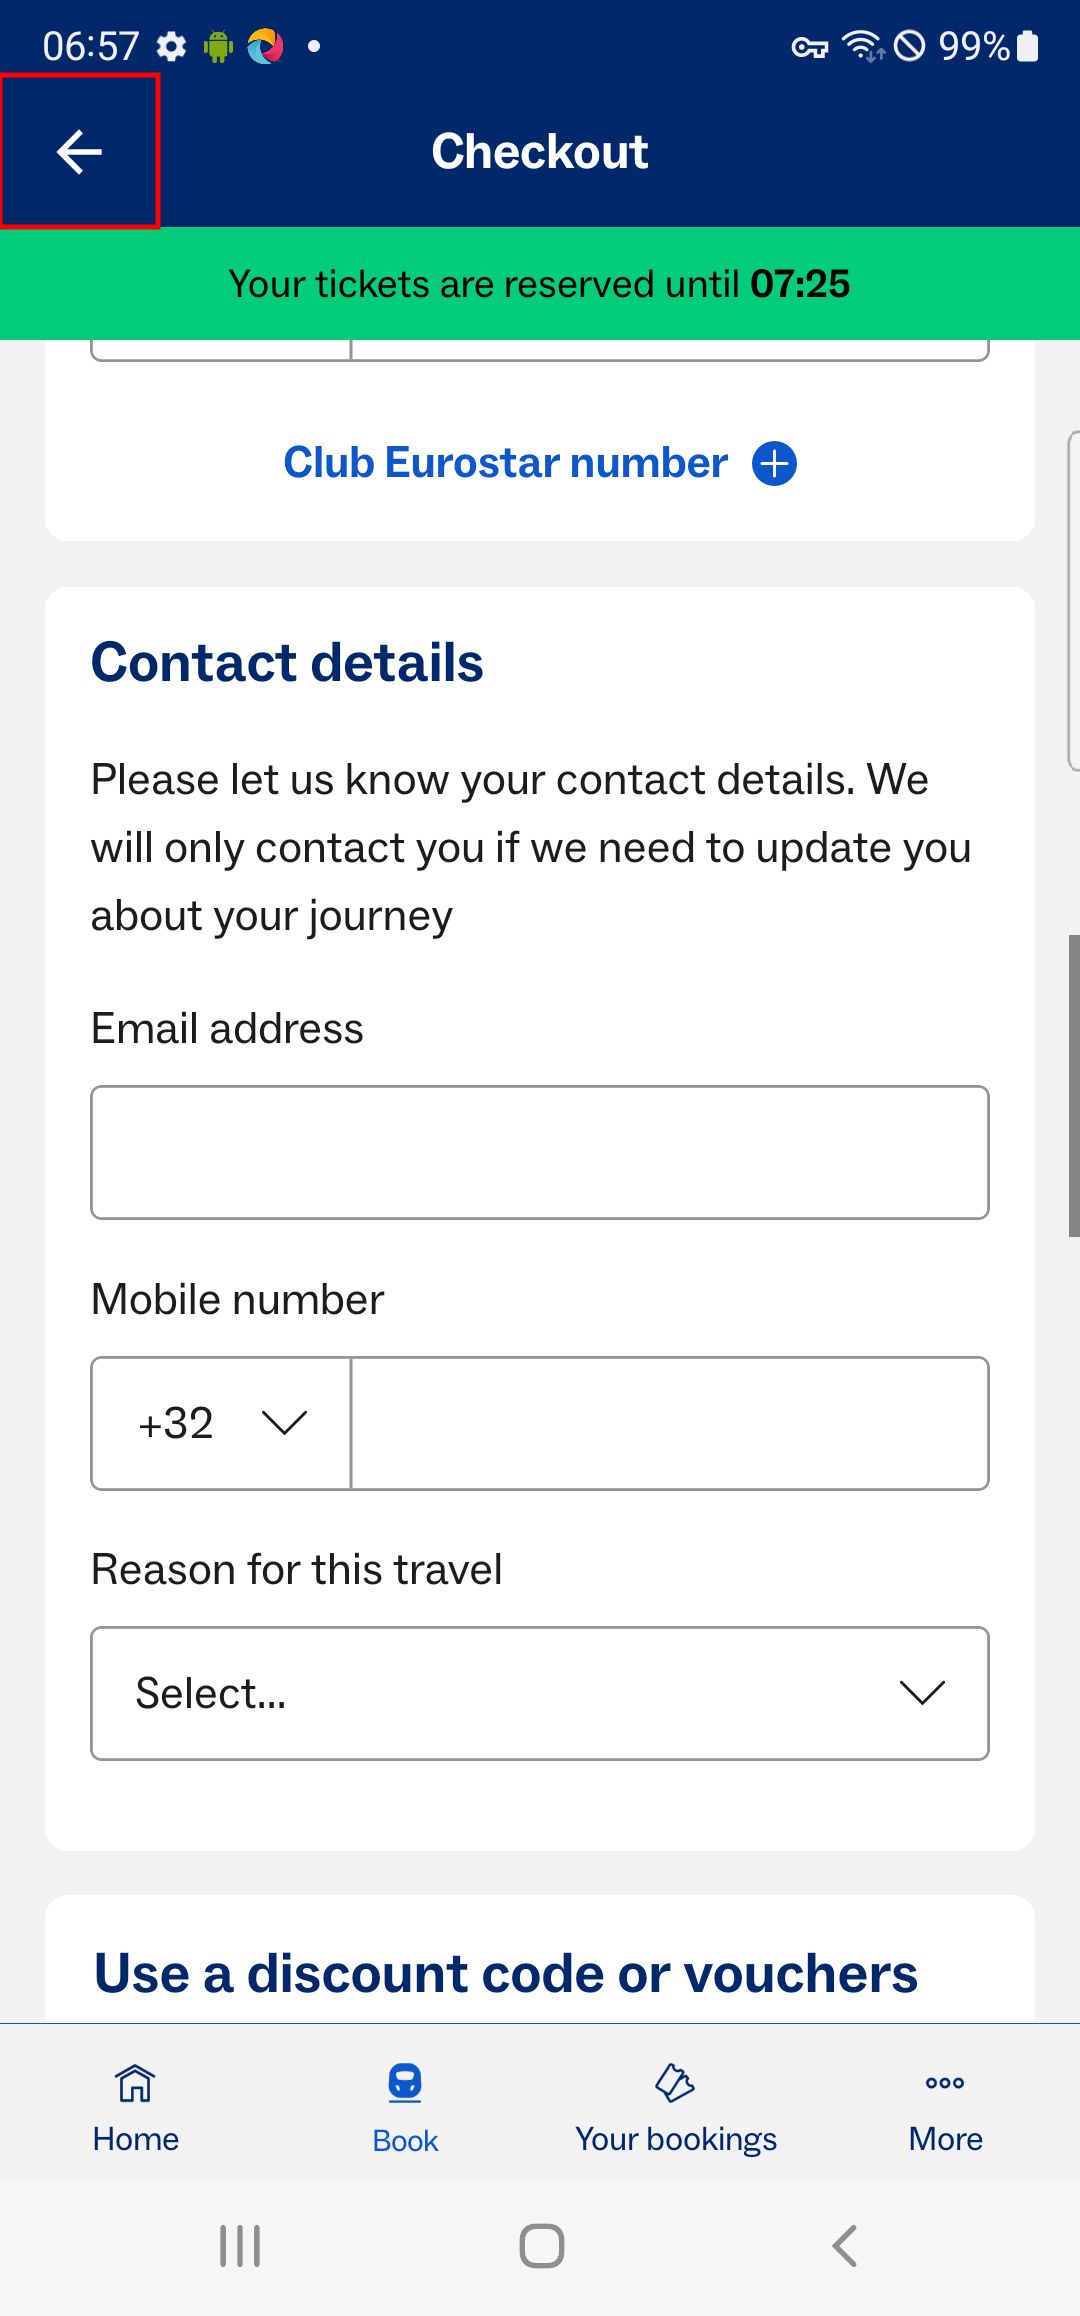 06:57
99%
Checkout
Your tickets are reserved until 07:25
Club Eurostar number
Contact details
Please let us know your contact details. We
will only contact you if we need to update you
about your journey
Email address
Mobile number
+32
Reason for this travel
Select...
Use a discount code or vouchers
Home
Book
Your bookings
More